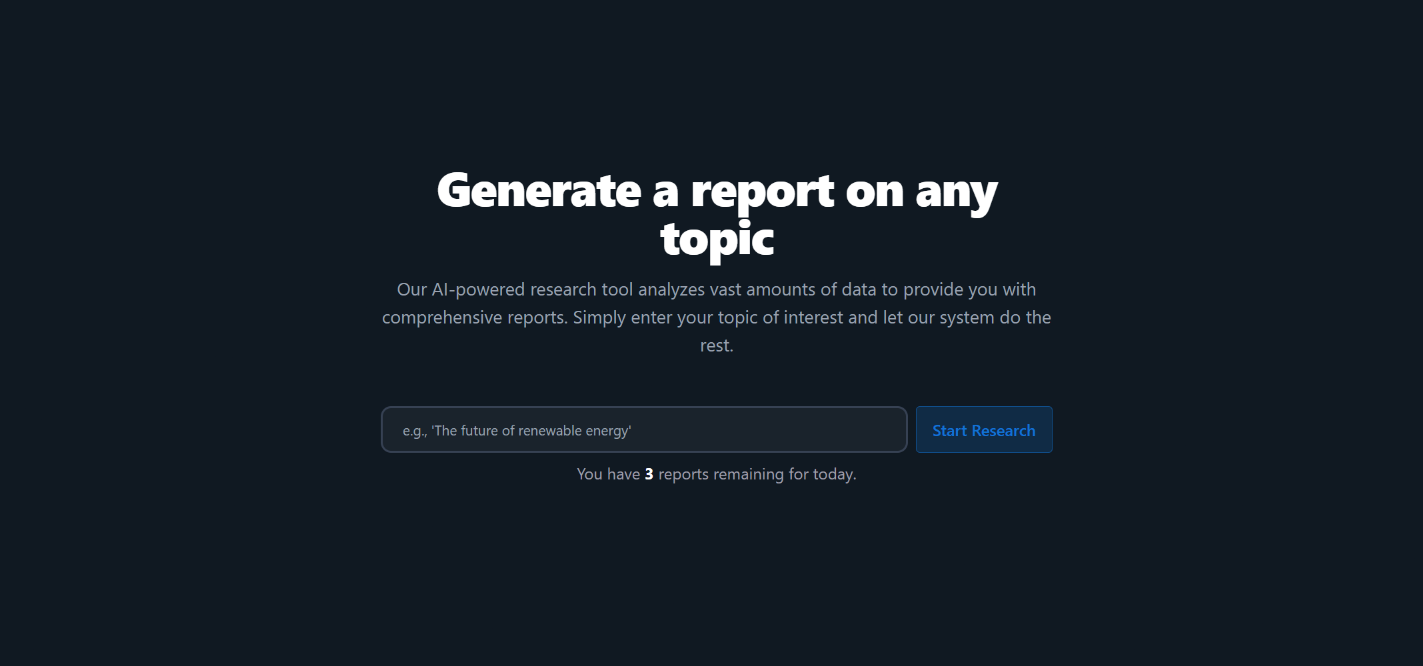 Generate a report on any
topic
Our AI-powered research tool analyzes vast amounts of data to provide you with
comprehensive reports. Simply enter your topic of interest and let our system do the
rest.
e.g., 'The future of renewable energy'
Start Research
You have 3 reports remaining for today.